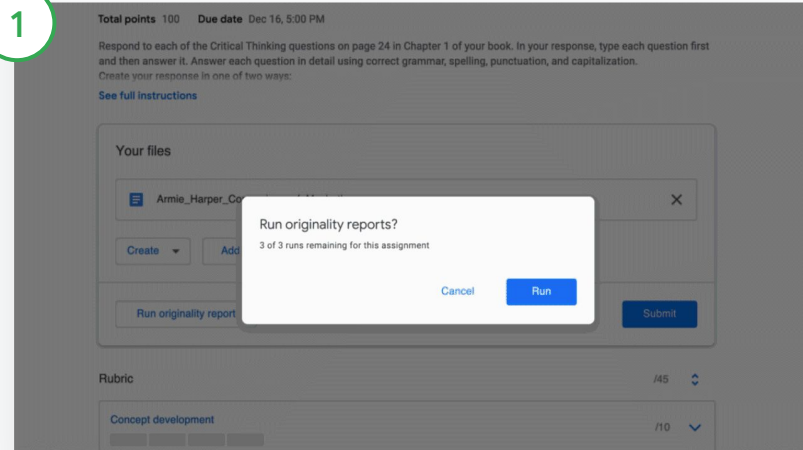 1
Total points 100 Due date Dec 16, 5:00 PM
Respond to each of the Critical Thinking questions on page 24 in Chapter 1 of your book. In your response, type each question first
and then answer it. Answer each question in detail using correct grammar, spelling, punctuation, and capitalization.
Create your response in one of two ways:
See full instructions
Your files
Armie_Harper_Co
Run originality reports?
3 of 3 runs remaining for this assignment
Create
Add
Cancel
Run
Run originality report
Submit
Rubric
/45
Concept development
/10